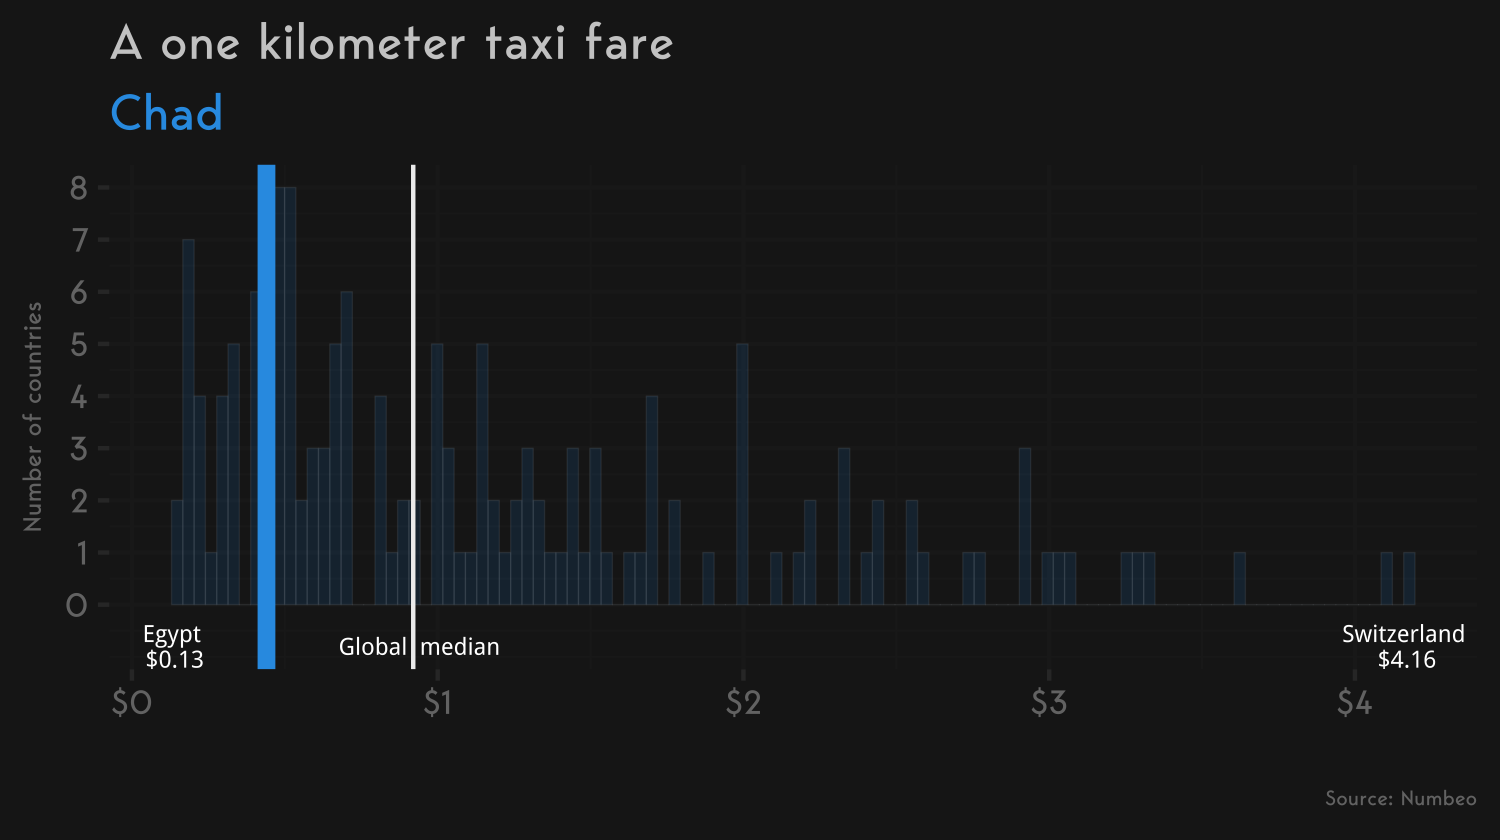 A one kilometer taxi fare
Chad
Number of countries
8
7
6
5
4
3
2
1
0
Egypt
$0.13
Global median
Switzerland
$4.16
$0
$1
$2
$3
$4
Source: Numbeo